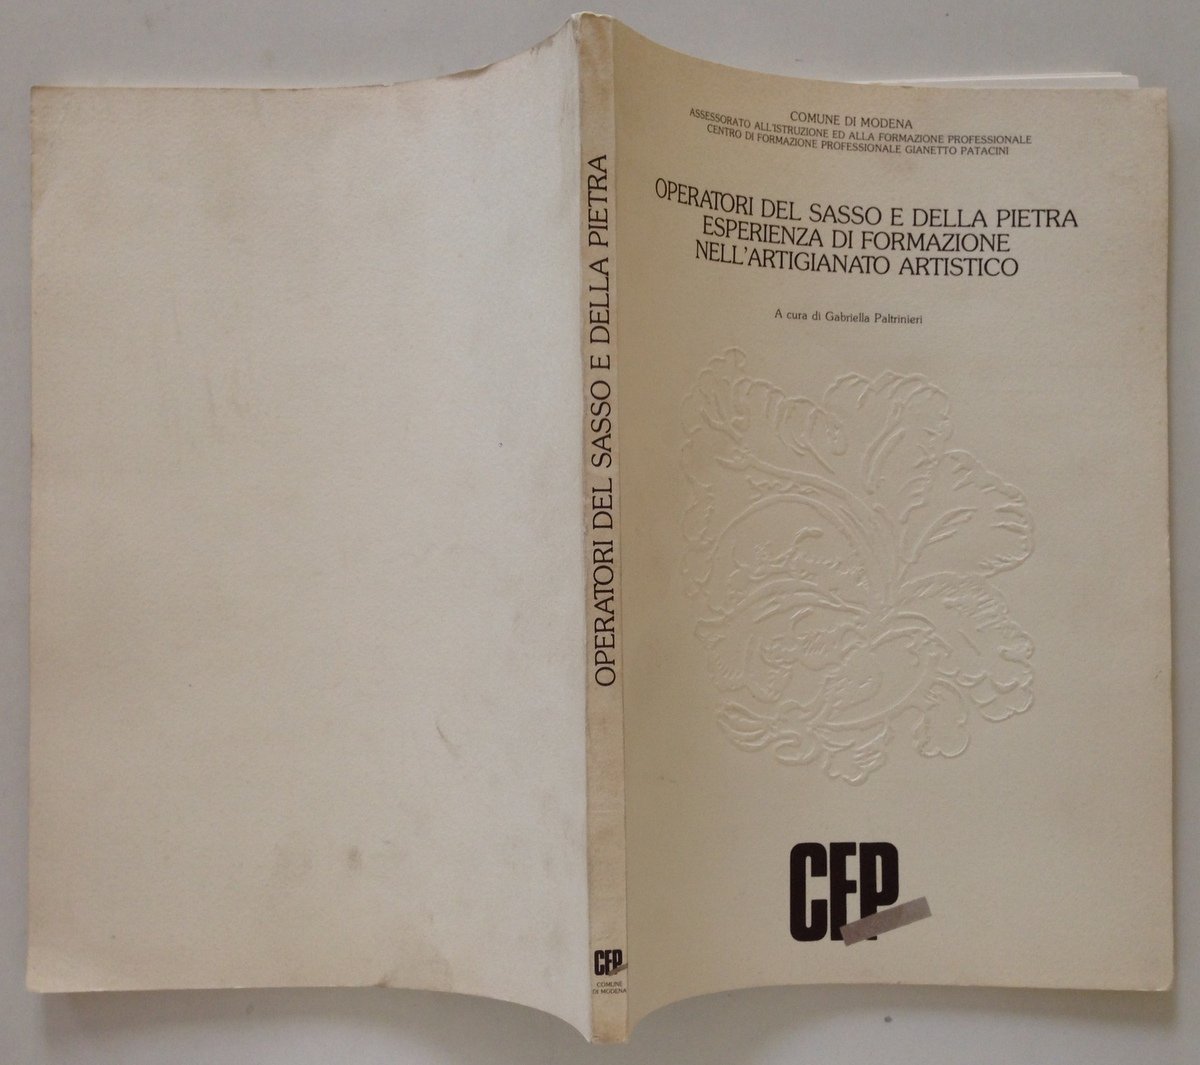 COMUNE DI MODENA
ASSESSORATO ALL'ISTRUZIONE ED ALLA FORMAZIONE PROFESSIONALE
CENTRO DI FORMAZIONE PROFESSIONALE GIANETTO PATACINI
OPERATORI DEL SASSO E DELLA PIETRA
ESPERIENZA DI FORMAZIONE
NELL'ARTIGIANATO ARTISTICO
A cura di Gabriella Paltrinieri
CFP
OPERATORI DEL SASSO E DELLA PIETRA
CFP
COMUNE
DI MODENA